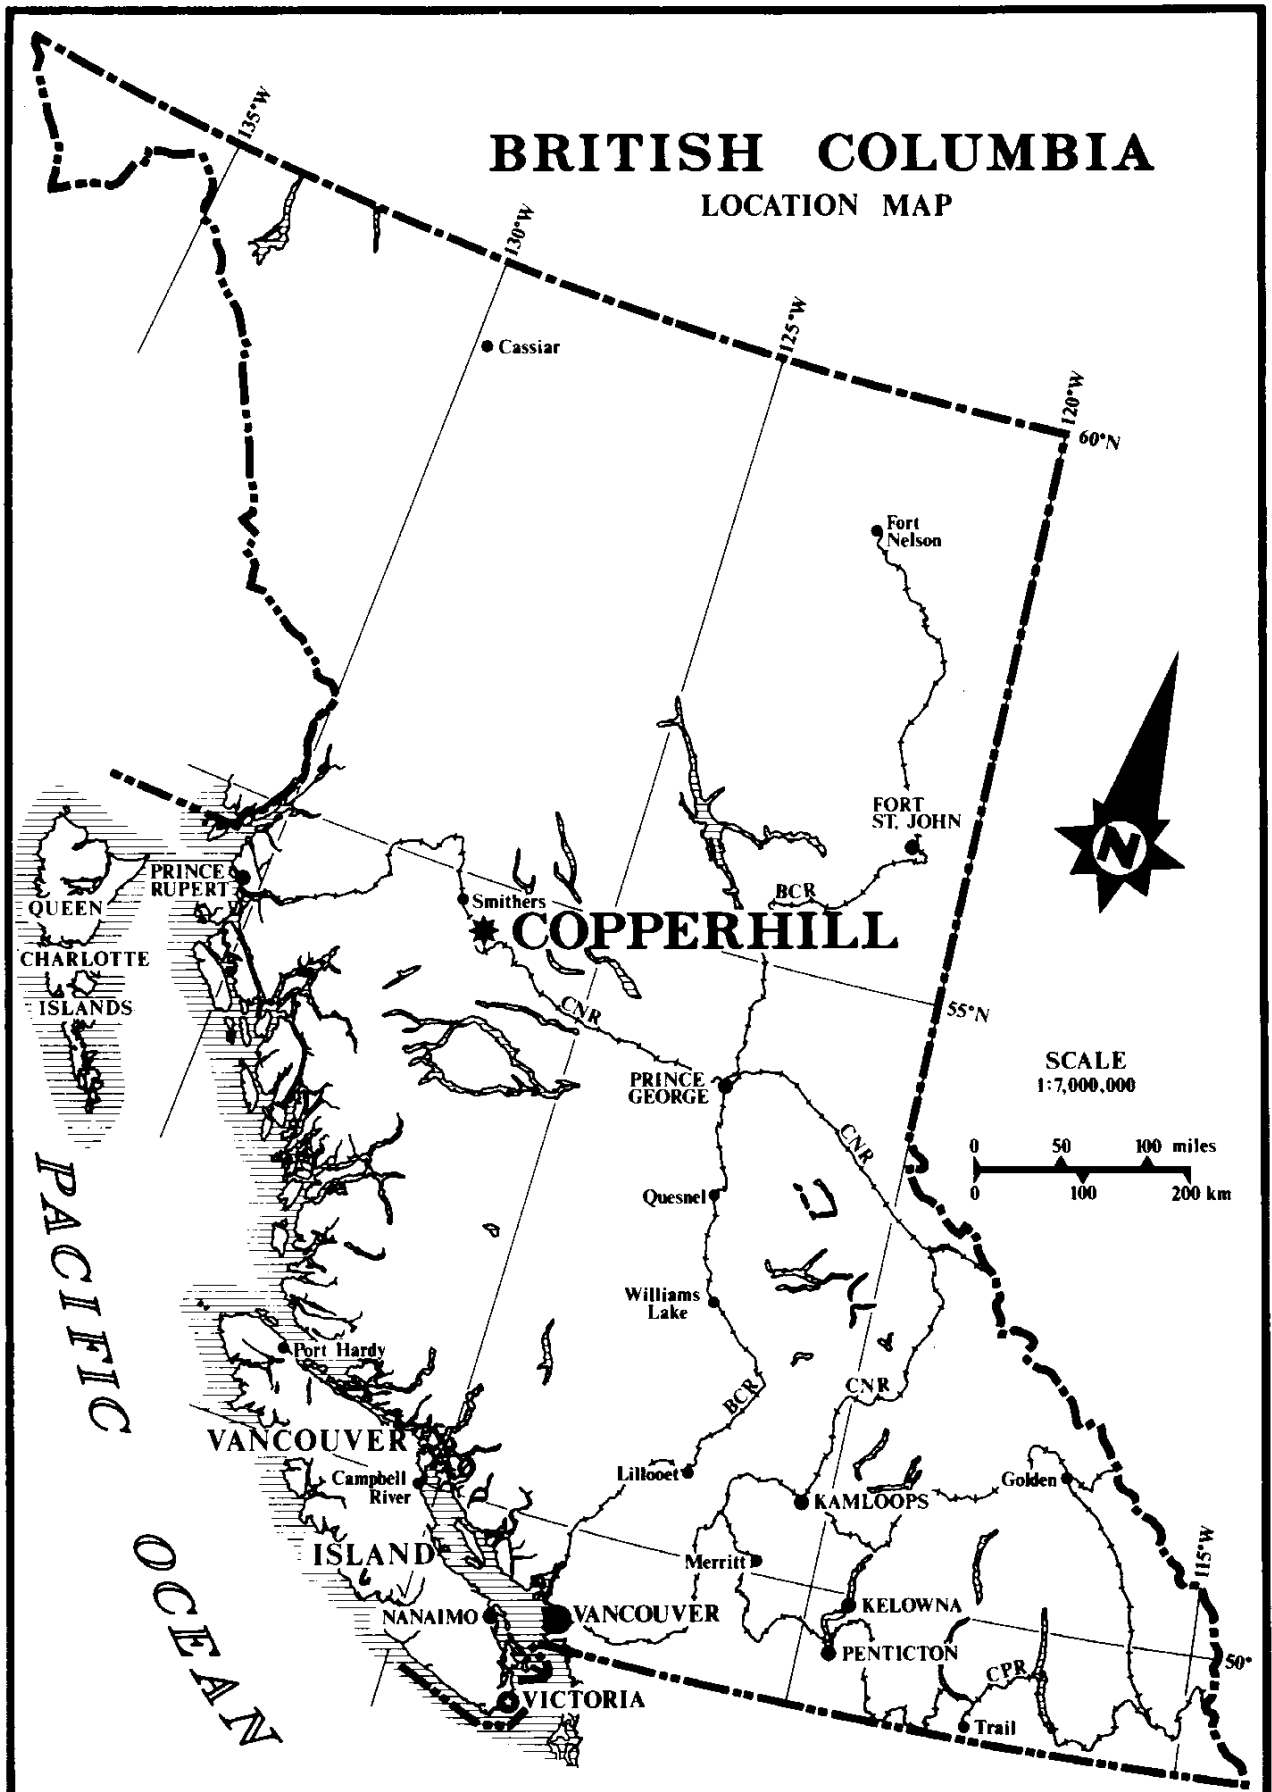 BRITISH COLUMBIA
LOCATION MAP
135°W
130°W
125°W
120°W
60°N
Cassiar
Fort
Nelson
FORT
ST. JOHN
BCR
PRINCE
RUPERT
QUEEN
CHARLOTTE
ISLANDS
Smithers
COPPERHILL
CNR
55°N
N
SCALE
1:7,000,000
0 50 100 miles
0 100 200 km
PRINCE
GEORGE
CNR
Quesnel
Williams
Lake
PACIFIC
OCEAN
Port Hardy
BCR
CNR
VANCOUVER
ISLAND
Campbell
River
Lillooet
KAMLOOPS
Golden
Merritt
115°W
NANAIMO
VANCOUVER
KELOWNA
PENTICTON
50°
CPR
VICTORIA
Trail